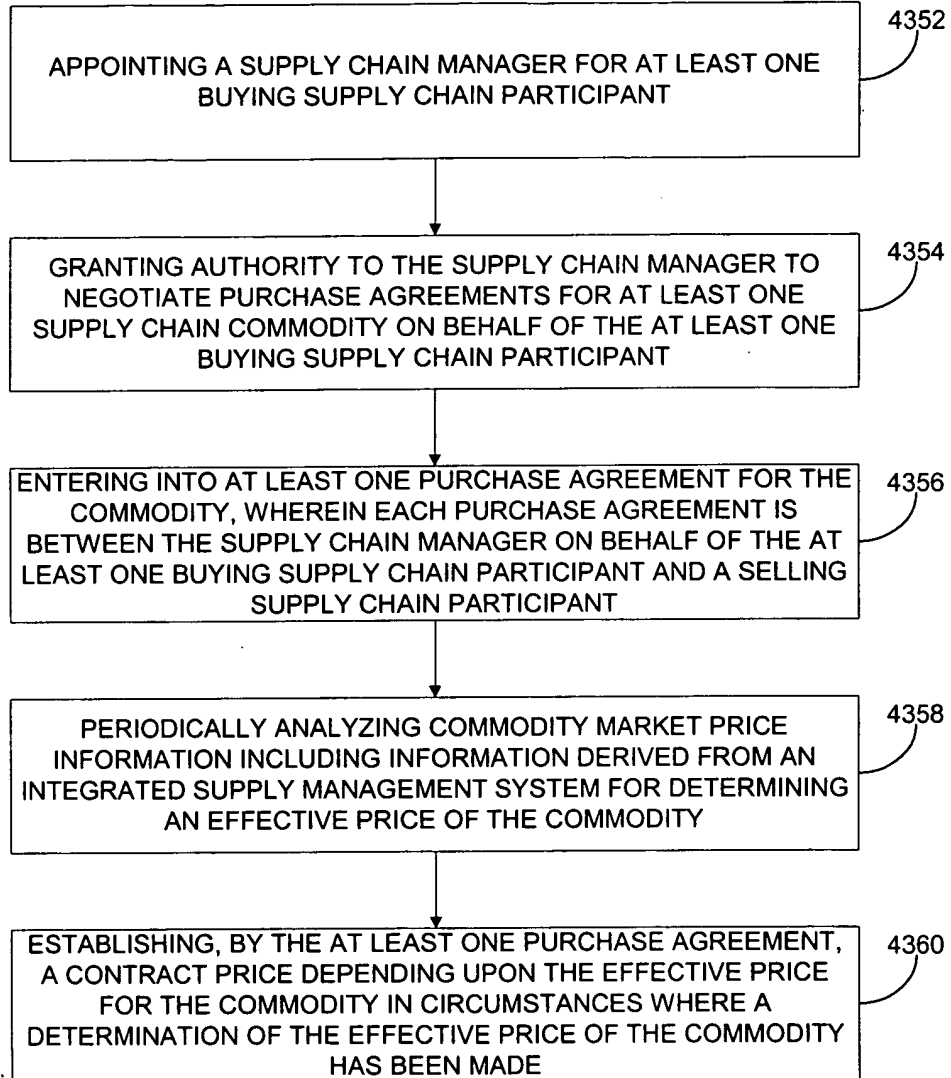 4352
APPOINTING A SUPPLY CHAIN MANAGER FOR AT LEAST ONE
BUYING SUPPLY CHAIN PARTICIPANT
4354
GRANTING AUTHORITY TO THE SUPPLY CHAIN MANAGER TO
NEGOTIATE PURCHASE AGREEMENTS FOR AT LEAST ONE
SUPPLY CHAIN COMMODITY ON BEHALF OF THE AT LEAST ONE
BUYING SUPPLY CHAIN PARTICIPANT
4356
ENTERING INTO AT LEAST ONE PURCHASE AGREEMENT FOR THE
COMMODITY, WHEREIN EACH PURCHASE AGREEMENT IS
BETWEEN THE SUPPLY CHAIN MANAGER ON BEHALF OF THE AT
LEAST ONE BUYING SUPPLY CHAIN PARTICIPANT AND A SELLING
SUPPLY CHAIN PARTICIPANT
4358
PERIODICALLY ANALYZING COMMODITY MARKET PRICE
INFORMATION INCLUDING INFORMATION DERIVED FROM AN
INTEGRATED SUPPLY MANAGEMENT SYSTEM FOR DETERMINING
AN EFFECTIVE PRICE OF THE COMMODITY
4360
ESTABLISHING, BY THE AT LEAST ONE PURCHASE AGREEMENT,
A CONTRACT PRICE DEPENDING UPON THE EFFECTIVE PRICE
FOR THE COMMODITY IN CIRCUMSTANCES WHERE A
DETERMINATION OF THE EFFECTIVE PRICE OF THE COMMODITY
HAS BEEN MADE